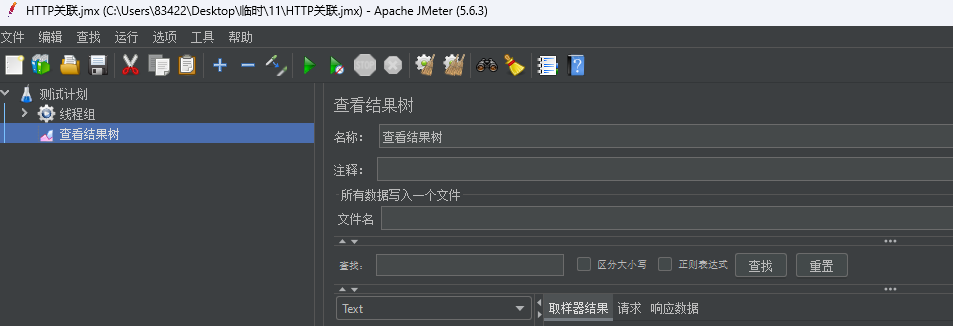 HTTP关联.jmx (C:\Users\83422\Desktop\临时\11\HTTP关联.jmx) - Apache JMeter (5.6.3)
文件 编辑 查找 运行 选项 工具 帮助
STOP
测试计划
线程组
查看结果树
查看结果树
名称: 查看结果树
注释:
所有数据写入一个文件
文件名
查找: 区分大小写 正则表达式 查找 重置
Text 取样器结果 请求 响应数据